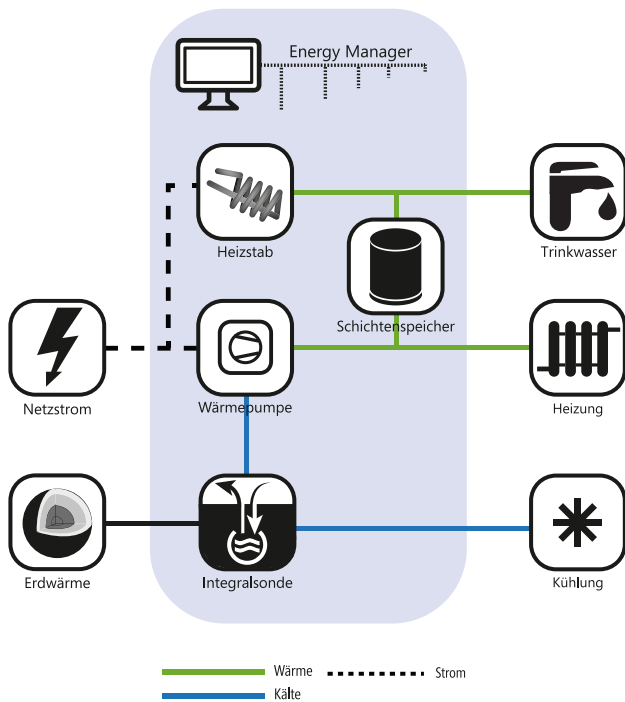 Energy Manager
Heizstab
Trinkwasser
Schichtenspeicher
Netzstrom
Wärmepumpe
Heizung
Erdwärme
Integralsonde
Kühlung
Wärme
Strom
Kälte